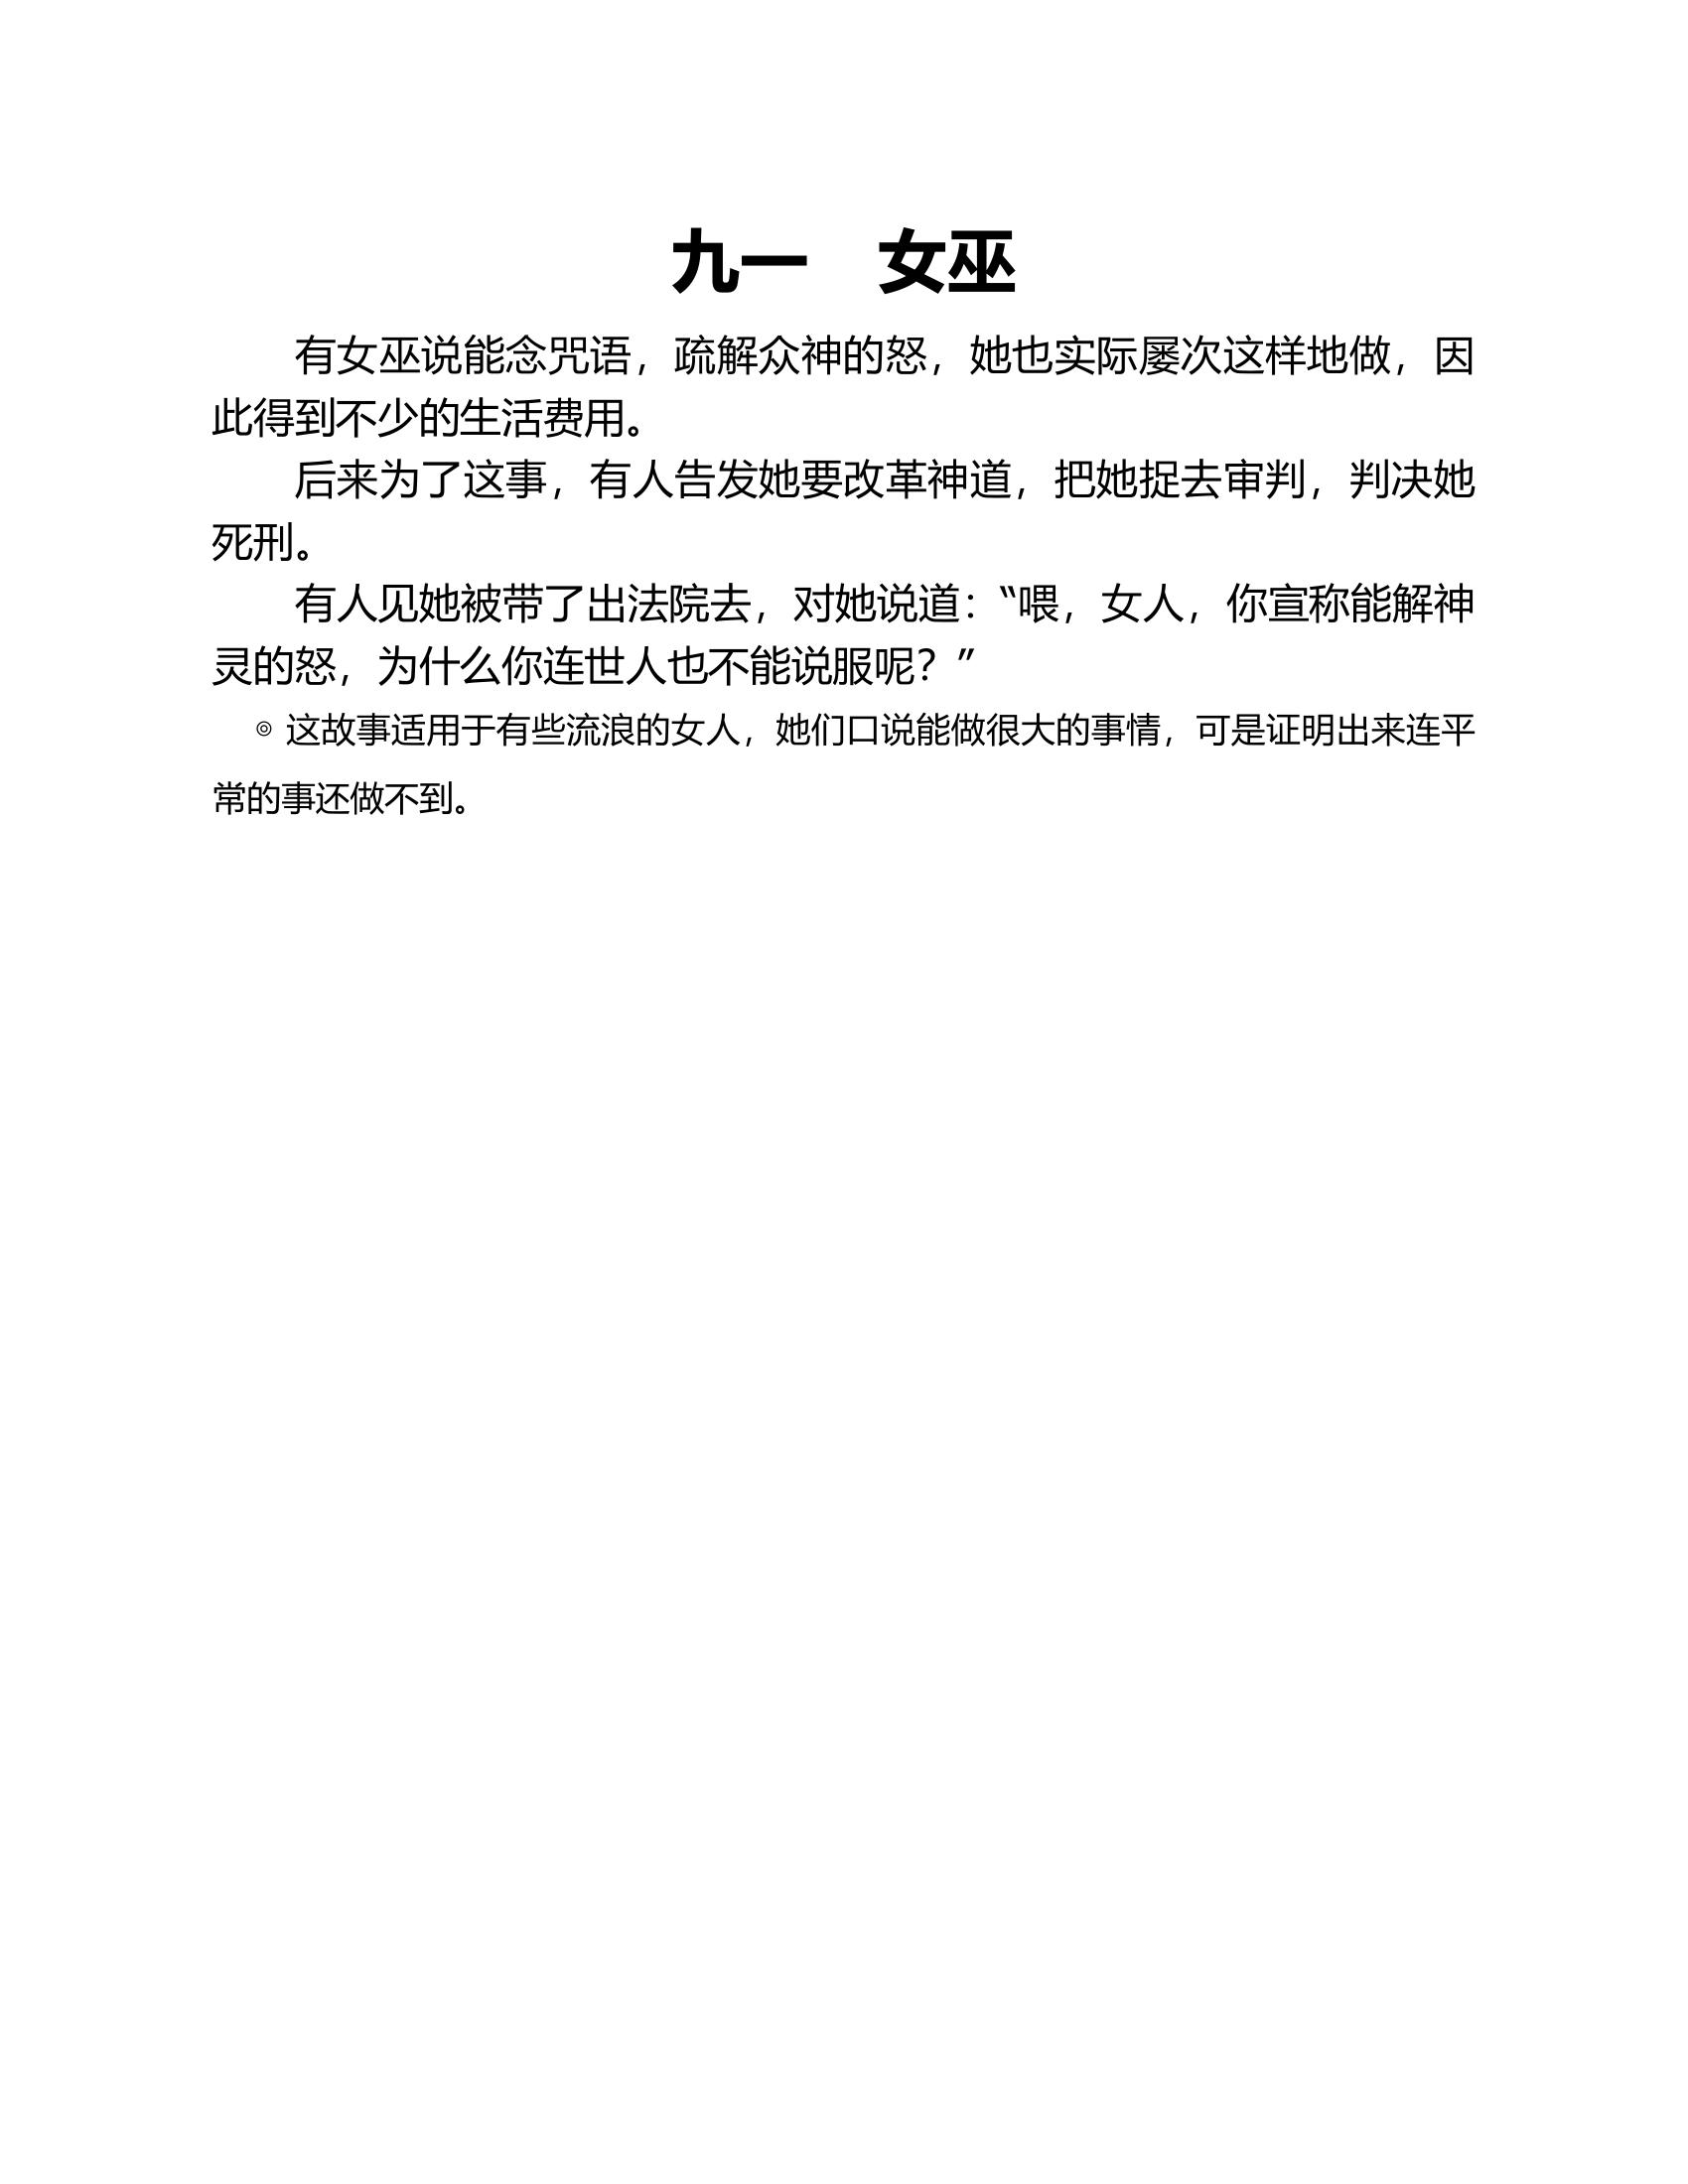 九一　女巫
有女巫说能念咒语，疏解众神的怒，她也实际屡次这样地做，因
此得到不少的生活费用。
后来为了这事，有人告发她要改革神道，把她捉去审判，判决她
死刑。
有人见她被带了出法院去，对她说道：“喂，女人，你宣称能解神
灵的怒，为什么你连世人也不能说服呢？”
◎ 这故事适用于有些流浪的女人，她们口说能做很大的事情，可是证明出来连平
常的事还做不到。